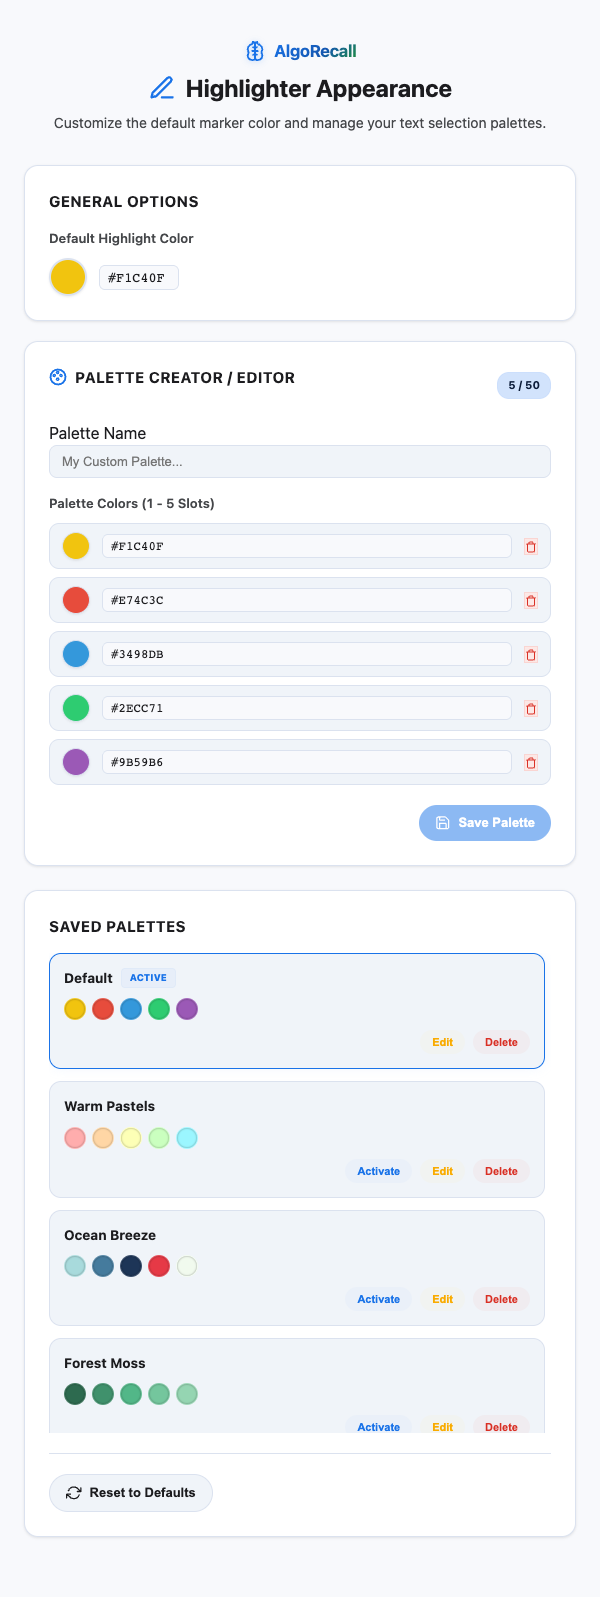 AlgoRecall
Highlighter Appearance
Customize the default marker color and manage your text selection palettes.
GENERAL OPTIONS
Default Highlight Color
#F1C40F
PALETTE CREATOR / EDITOR
5 / 50
Palette Name
My Custom Palette...
Palette Colors (1 - 5 Slots)
#F1C40F
#E74C3C
#3498DB
#2ECC71
#9B59B6
Save Palette
SAVED PALETTES
Default ACTIVE
Edit Delete
Warm Pastels
Activate Edit Delete
Ocean Breeze
Activate Edit Delete
Forest Moss
Activate Edit Delete
Reset to Defaults